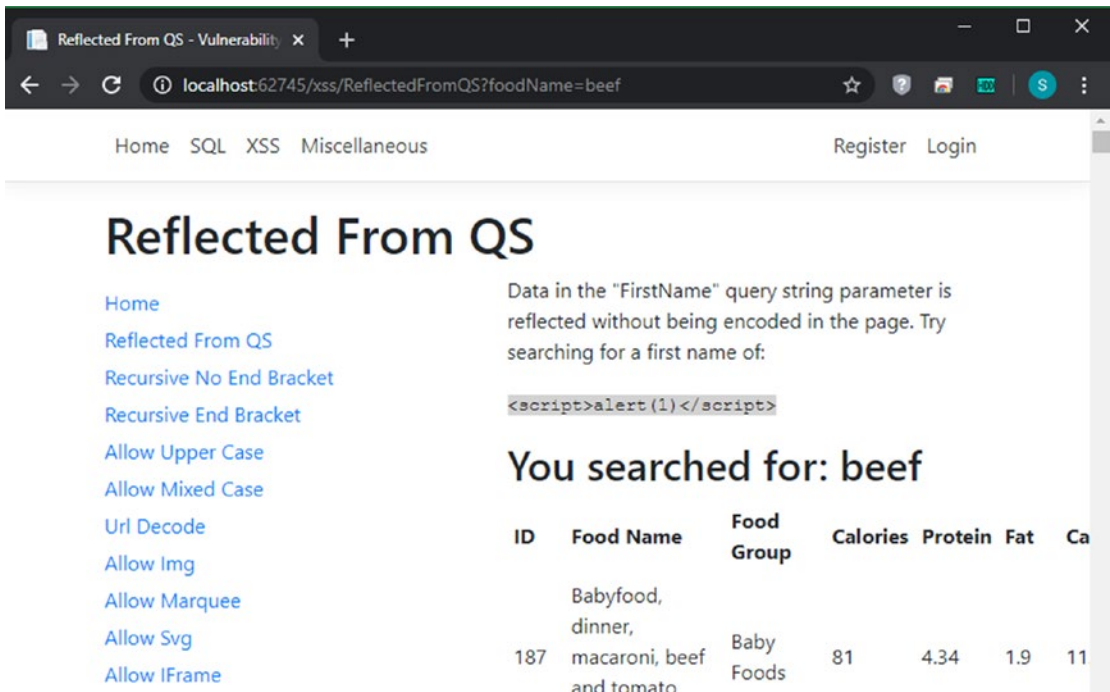 Reflected From QS - Vulnerability
localhost:62745/xss/ReflectedFromQS?foodName=beef
S
Home SQL XSS Miscellaneous Register Login
Reflected From QS
Home
Reflected From QS
Recursive No End Bracket
Recursive End Bracket
Allow Upper Case
Allow Mixed Case
Url Decode
Allow Img
Allow Marquee
Allow Svg
Allow IFrame
Data in the "FirstName" query string parameter is
reflected without being encoded in the page. Try
searching for a first name of:
<script>alert(1)</script>
You searched for: beef
ID Food Name Food Group Calories Protein Fat Ca
187 Babyfood, dinner, macaroni, beef and tomato Baby Foods 81 4.34 1.9 11